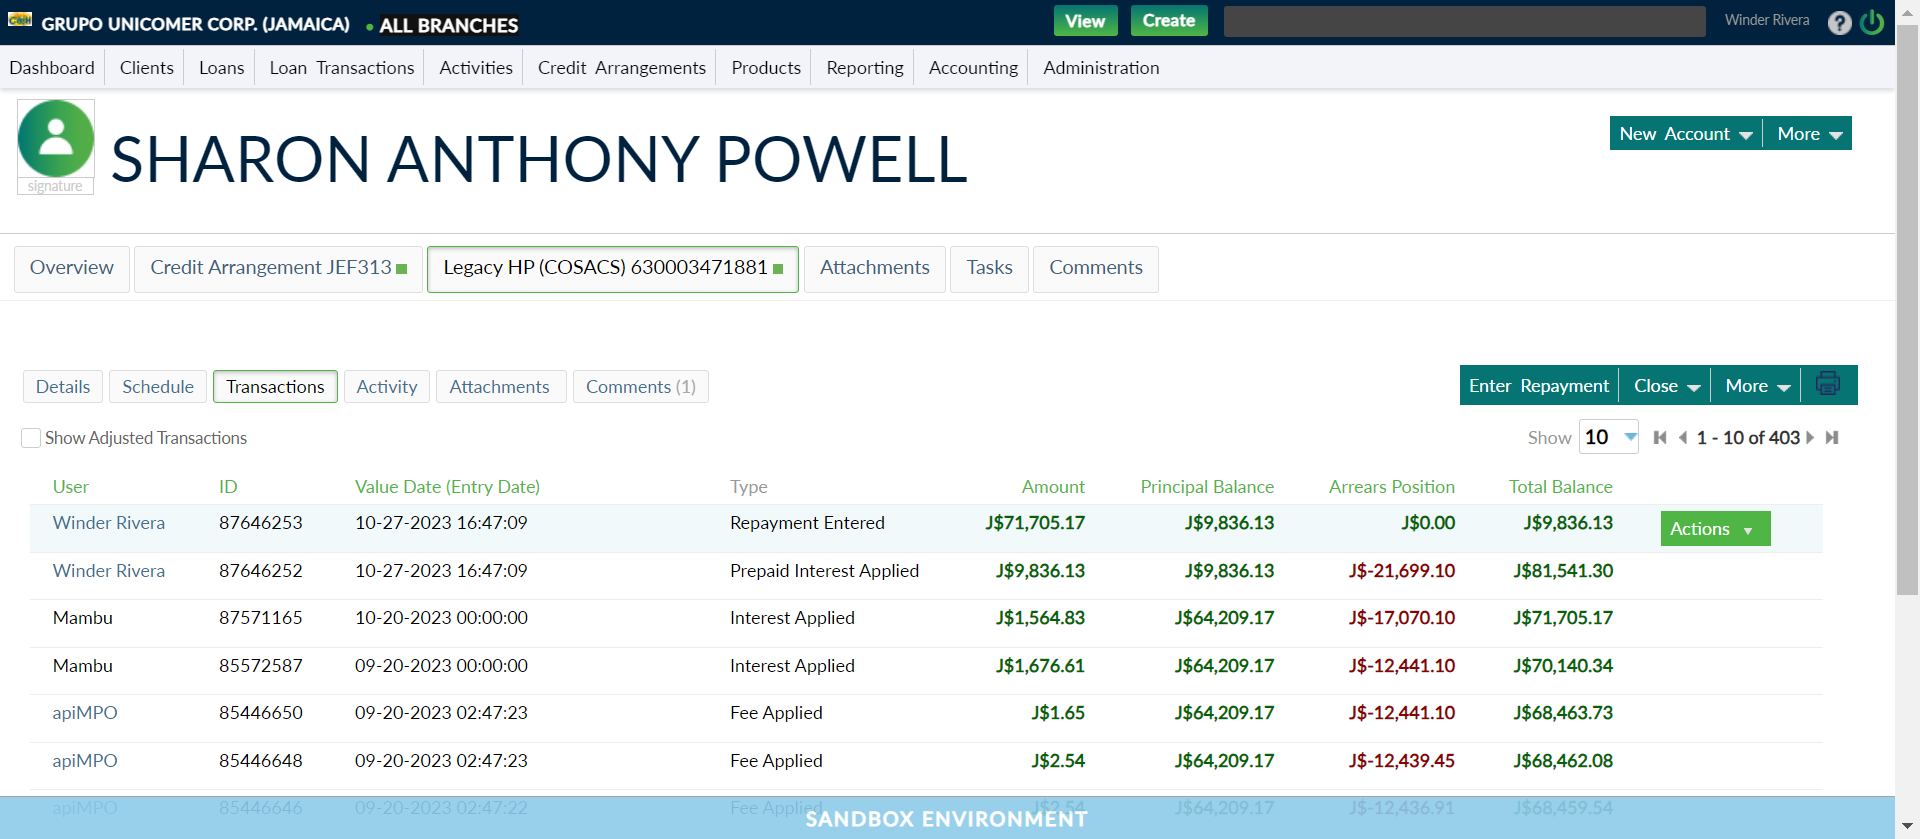 CaSH GRUPO UNICOMER CORP. (JAMAICA) ALL BRANCHES View Create Winder Rivera ?
Dashboard Clients Loans Loan Transactions Activities Credit Arrangements Products Reporting Accounting Administration
SHARON ANTHONY POWELL New Account More
signature
Overview Credit Arrangement JEF313 Legacy HP (COSACS) 630003471881 Attachments Tasks Comments
Details Schedule Transactions Activity Attachments Comments (1) Enter Repayment Close More
Show Adjusted Transactions Show 10 1 - 10 of 403
User ID Value Date (Entry Date) Type Amount Principal Balance Arrears Position Total Balance
Winder Rivera 87646253 10-27-2023 16:47:09 Repayment Entered J$71,705.17 J$9,836.13 J$0.00 J$9,836.13 Actions
Winder Rivera 87646252 10-27-2023 16:47:09 Prepaid Interest Applied J$9,836.13 J$9,836.13 J$-21,699.10 J$81,541.30
Mambu 87571165 10-20-2023 00:00:00 Interest Applied J$1,564.83 J$64,209.17 J$-17,070.10 J$71,705.17
Mambu 85572587 09-20-2023 00:00:00 Interest Applied J$1,676.61 J$64,209.17 J$-12,441.10 J$70,140.34
apiMPO 85446650 09-20-2023 02:47:23 Fee Applied J$1.65 J$64,209.17 J$-12,441.10 J$68,463.73
apiMPO 85446648 09-20-2023 02:47:23 Fee Applied J$2.54 J$64,209.17 J$-12,439.45 J$68,462.08
apiMPO 85446646 09-20-2023 02:47:22 Fee Applied J$2.54 J$64,209.17 J$-12,436.91 J$68,459.54
SANDBOX ENVIRONMENT